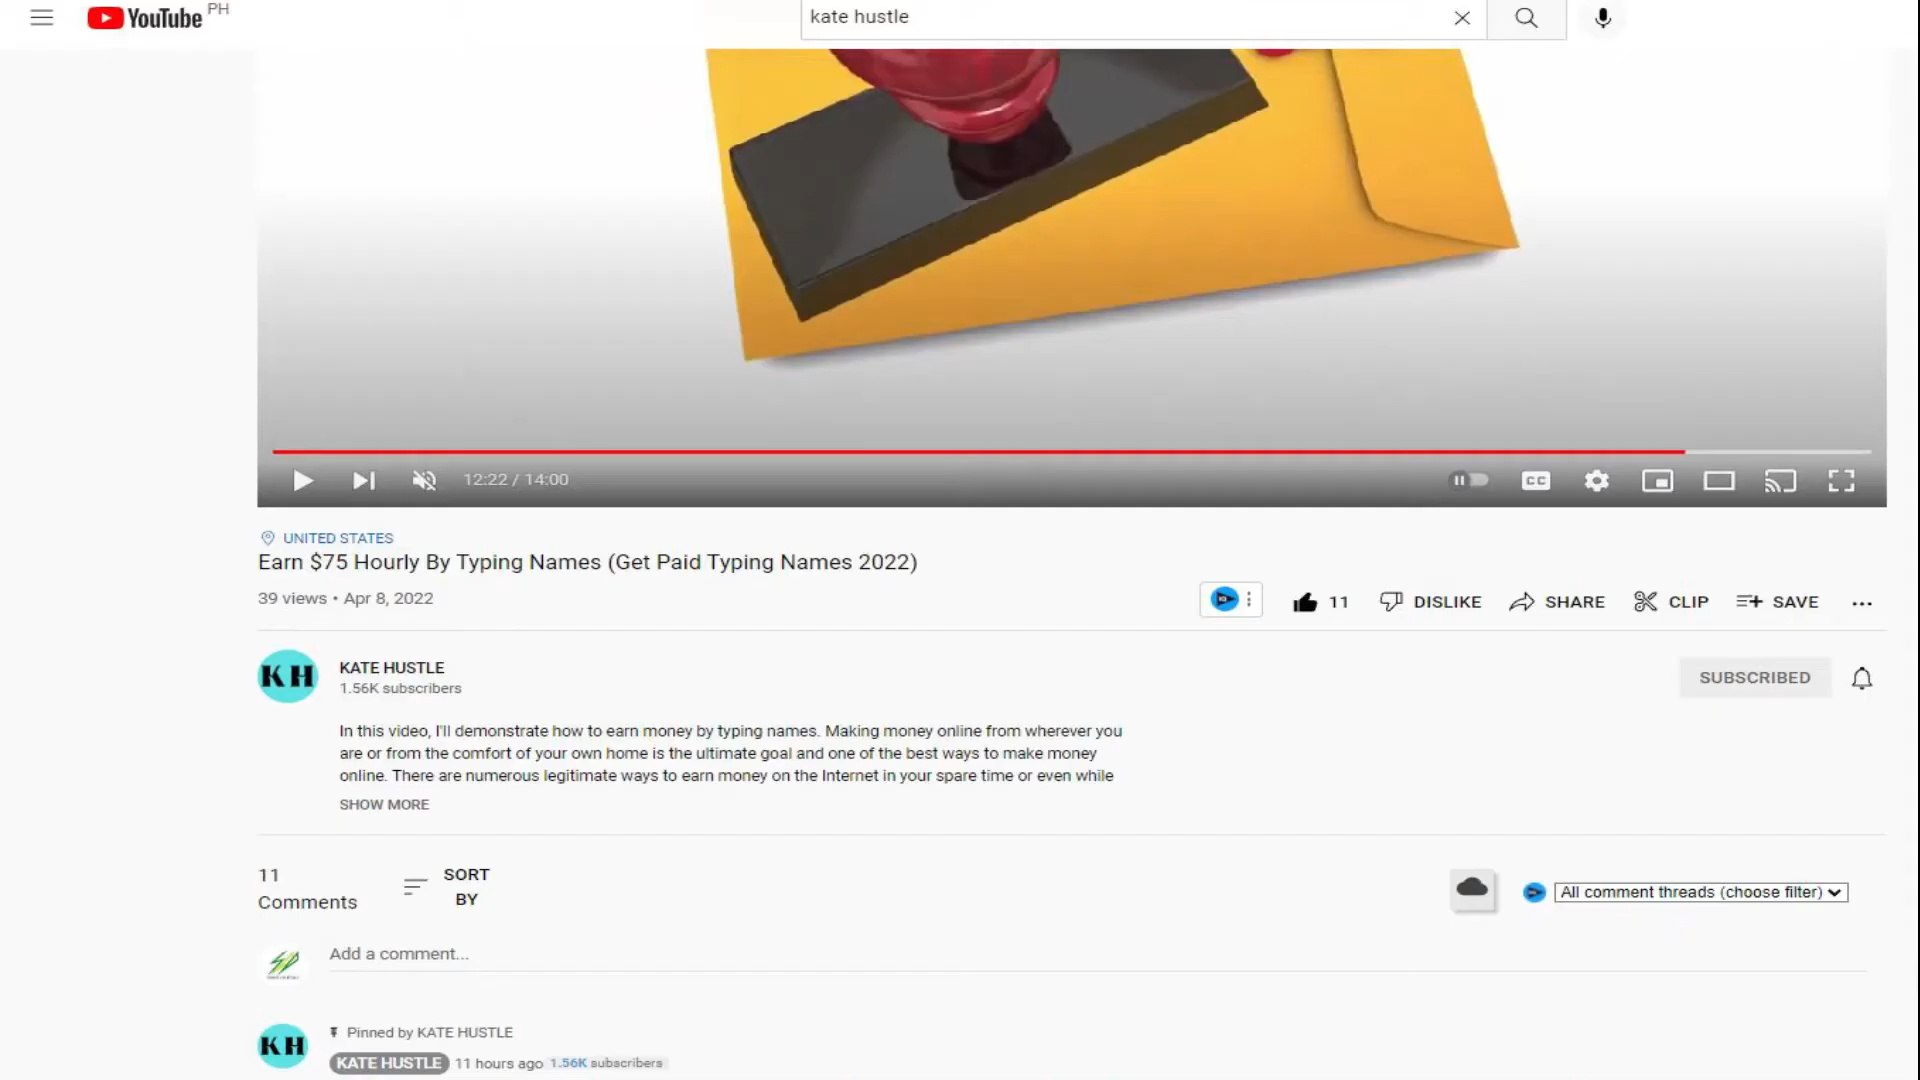 YouTube PH
kate hustle
12:22 / 14:00
CC
UNITED STATES
Earn $75 Hourly By Typing Names (Get Paid Typing Names 2022)
39 views • Apr 8, 2022
11 DISLIKE SHARE CLIP SAVE ...
KH
KATE HUSTLE
1.56K subscribers
SUBSCRIBED
In this video, I'll demonstrate how to earn money by typing names. Making money online from wherever you
are or from the comfort of your own home is the ultimate goal and one of the best ways to make money
online. There are numerous legitimate ways to earn money on the Internet in your spare time or even while
SHOW MORE
11
Comments
SORT
BY
All comment threads (choose filter)
Add a comment...
KH
Pinned by KATE HUSTLE
KATE HUSTLE 11 hours ago 1.56K subscribers